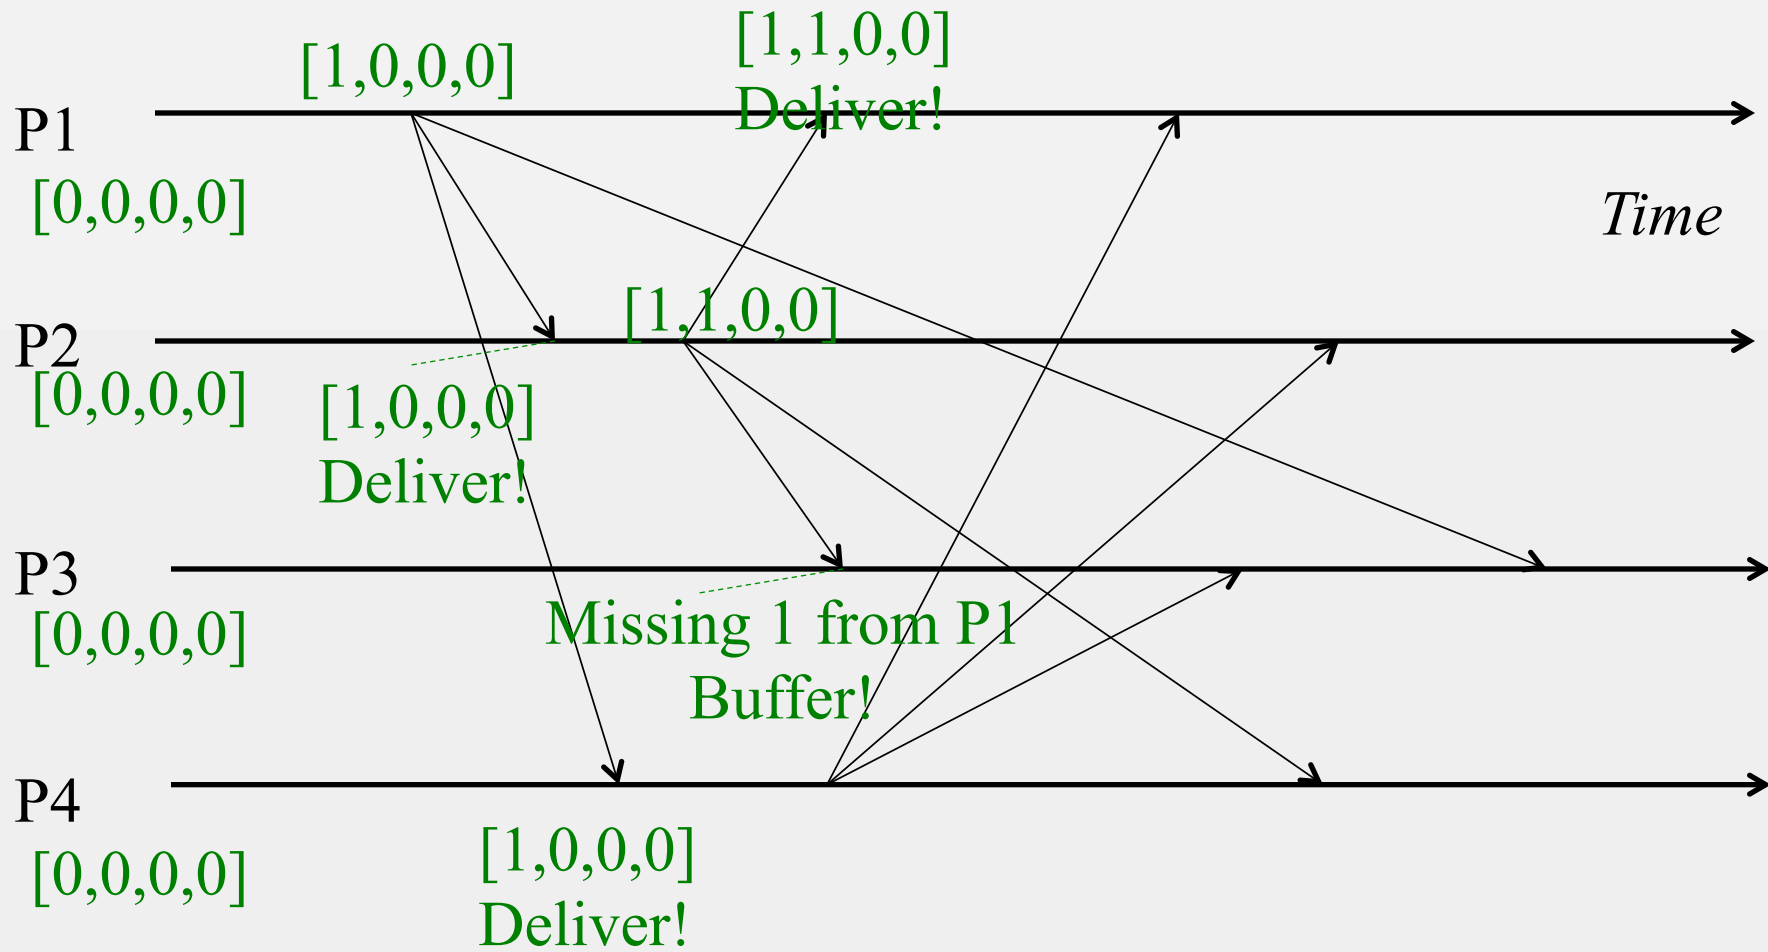 [1,1,0,0]
[1,0,0,0]
Deliver!
P1
[0,0,0,0]
Time
[1,1,0,0]
P2
[0,0,0,0]
[1,0,0,0]
Deliver!
P3
[0,0,0,0]
Missing 1 from P1
Buffer!
P4
[0,0,0,0]
[1,0,0,0]
Deliver!